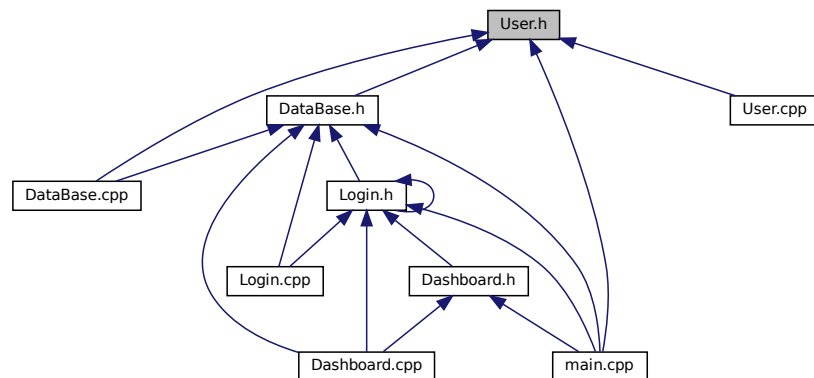 User.h
DataBase.h
User.cpp
DataBase.cpp
Login.h
Login.cpp
Dashboard.h
Dashboard.cpp
main.cpp